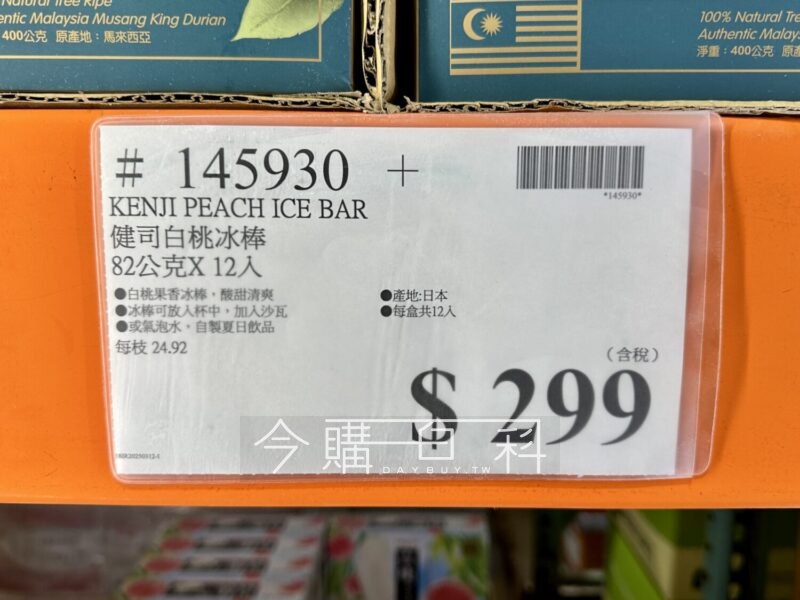 Natural Tree Ripe
entic Malaysia Musang King Durian
400公克 原產地：馬來西亞
100% Natural Tre
Authentic Malays
淨重：400公克 原產
# 145930 +
*145930*
KENJI PEACH ICE BAR
健司白桃冰棒
82公克X 12入
●白桃果香冰棒，酸甜清爽
●冰棒可放入杯中，加入沙瓦
●或氣泡水，自製夏日飲品
●產地:日本
●每盒共12入
每枝 24.92
（含稅）
$ 299
今購百科
DAYBUY.TW